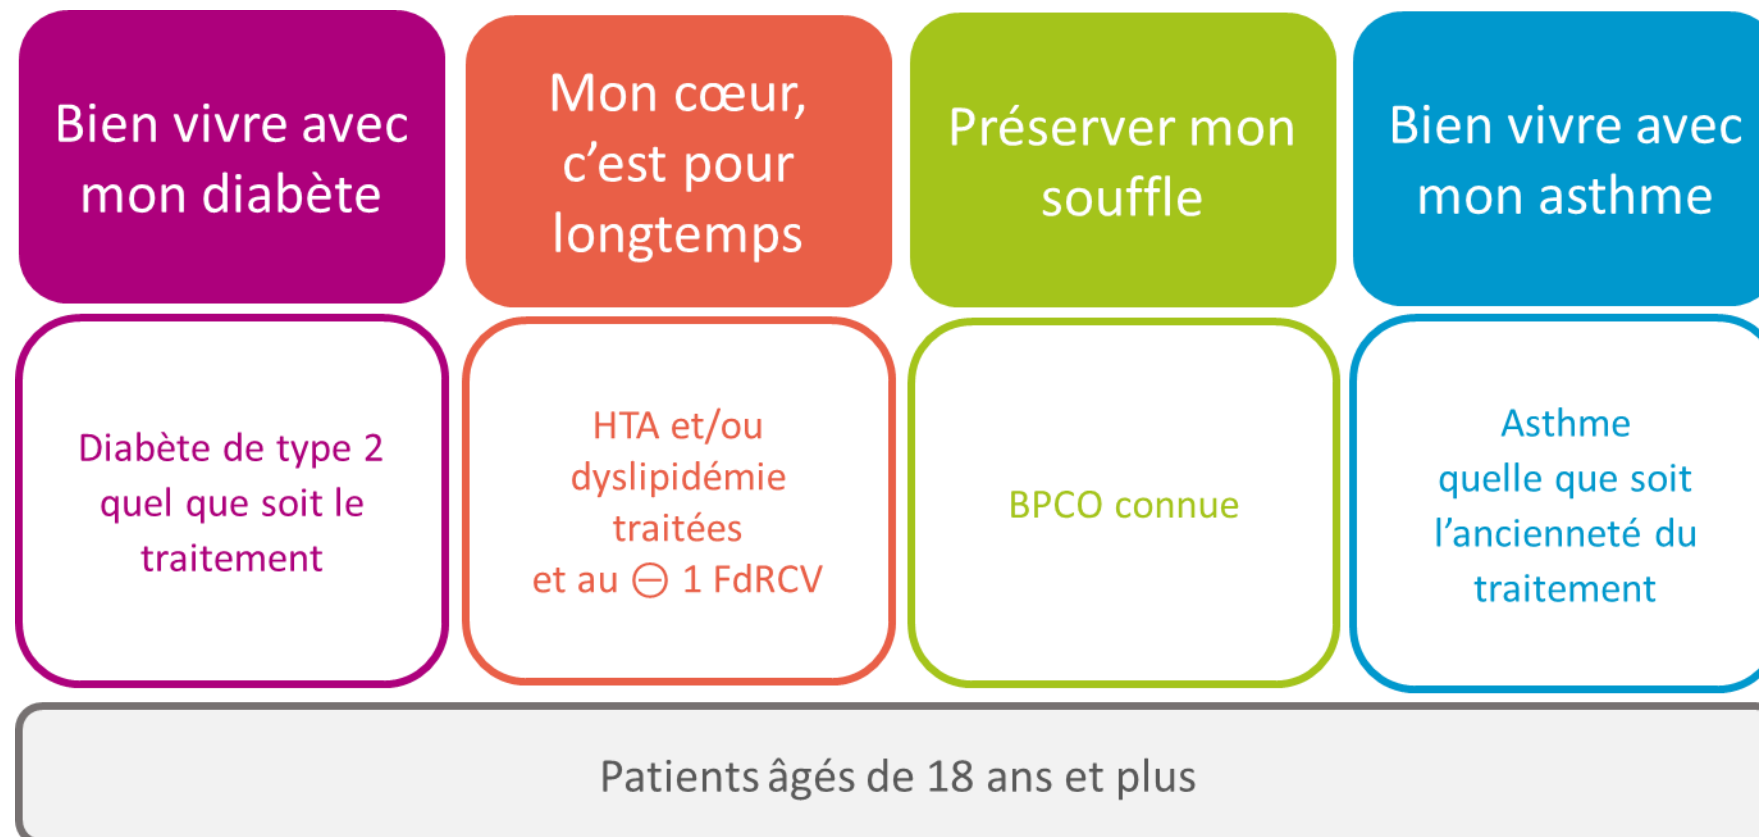 Bien vivre avec
mon diabète
Mon cœur,
c’est pour
longtemps
Préserver mon
souffle
Bien vivre avec
mon asthme
Diabète de type 2
quel que soit le
traitement
HTA et/ou
dyslipidémie
traitées
et au ⊖ 1 FdRCV
BPCO connue
Asthme
quelle que soit
l’ancienneté du
traitement
Patients âgés de 18 ans et plus